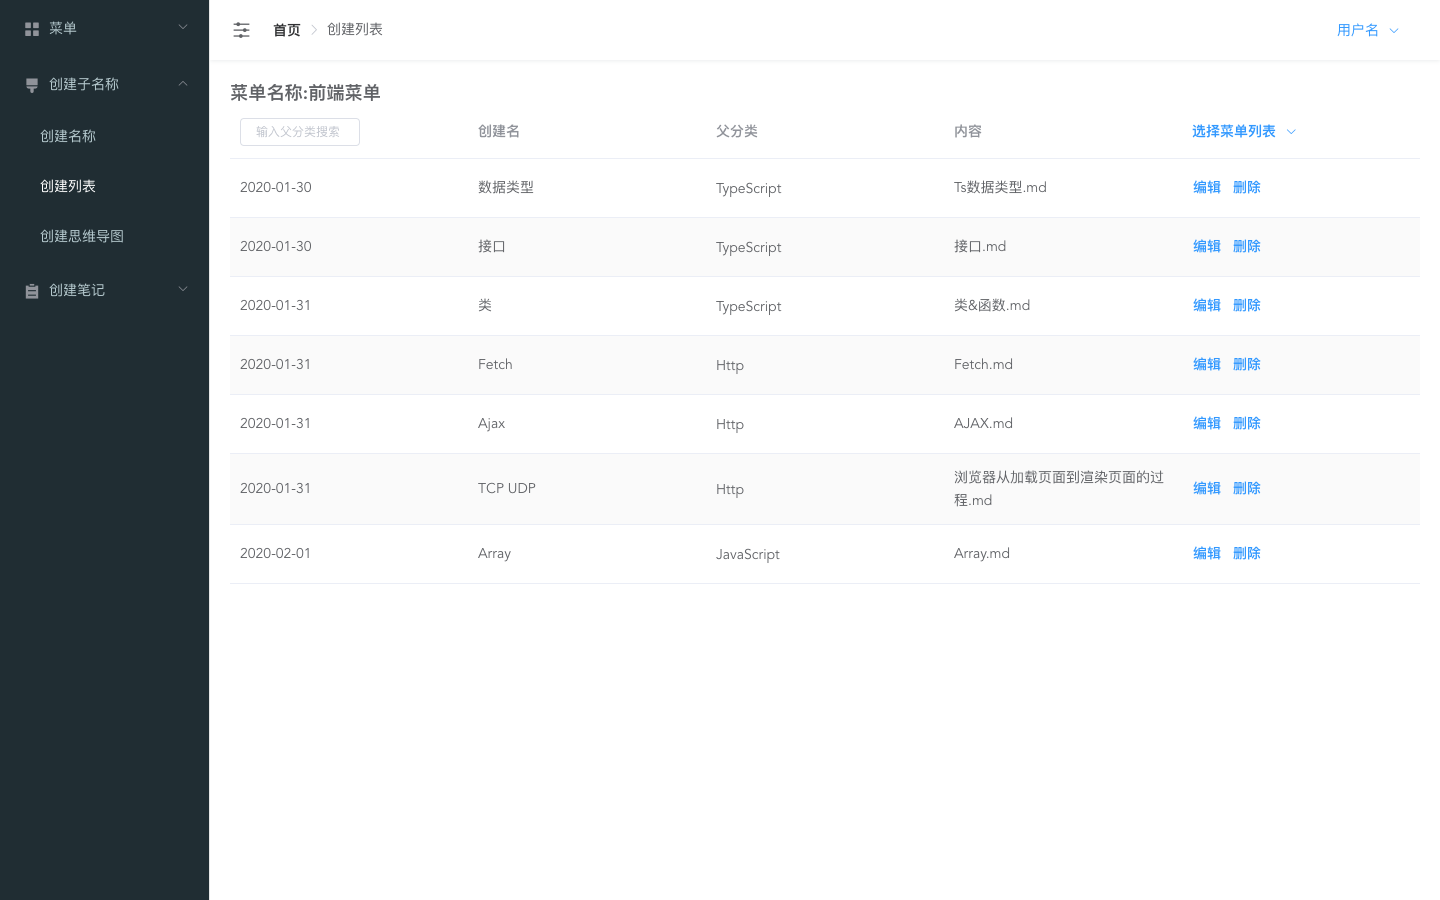 菜单
创建子名称
创建名称
创建列表
创建思维导图
创建笔记
首页 创建列表
用户名
菜单名称:前端菜单
输入父分类搜索 创建名 父分类 内容 选择菜单列表
2020-01-30 数据类型 TypeScript Ts数据类型.md 编辑 删除
2020-01-30 接口 TypeScript 接口.md 编辑 删除
2020-01-31 类 TypeScript 类&函数.md 编辑 删除
2020-01-31 Fetch Http Fetch.md 编辑 删除
2020-01-31 Ajax Http AJAX.md 编辑 删除
2020-01-31 TCP UDP Http 浏览器从加载页面到渲染页面的过 编辑 删除
程.md
2020-02-01 Array JavaScript Array.md 编辑 删除